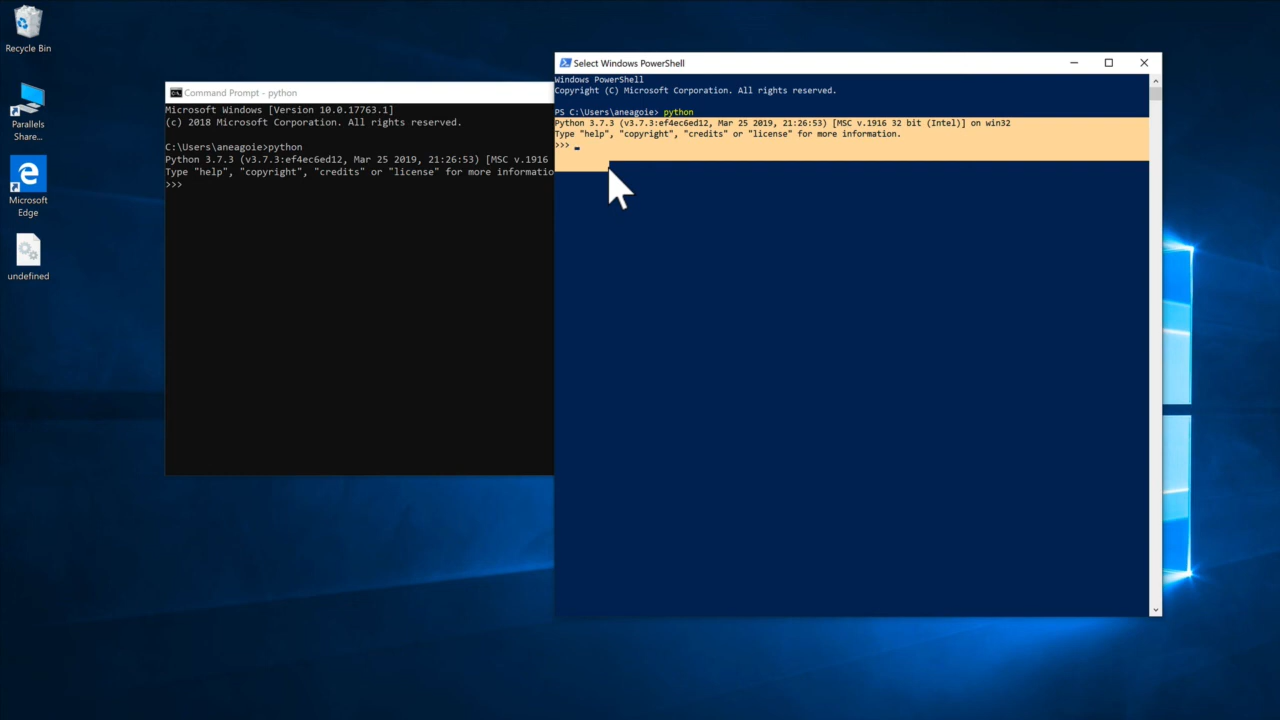 Recycle Bin
Parallels
Share...
Microsoft
Edge
undefined
Command Prompt - python
Microsoft Windows [Version 10.0.17763.1]
(c) 2018 Microsoft Corporation. All rights reserved.
C:\Users\aneagoie>python
Python 3.7.3 (v3.7.3:ef4ec6ed12, Mar 25 2019, 21:26:53) [MSC v.1916
Type "help", "copyright", "credits" or "license" for more informatio
>>>
Select Windows PowerShell
Windows PowerShell
Copyright (C) Microsoft Corporation. All rights reserved.
PS C:\Users\aneagoie> python
Python 3.7.3 (v3.7.3:ef4ec6ed12, Mar 25 2019, 21:26:53) [MSC v.1916 32 bit (Intel)] on win32
Type "help", "copyright", "credits" or "license" for more information.
>>>